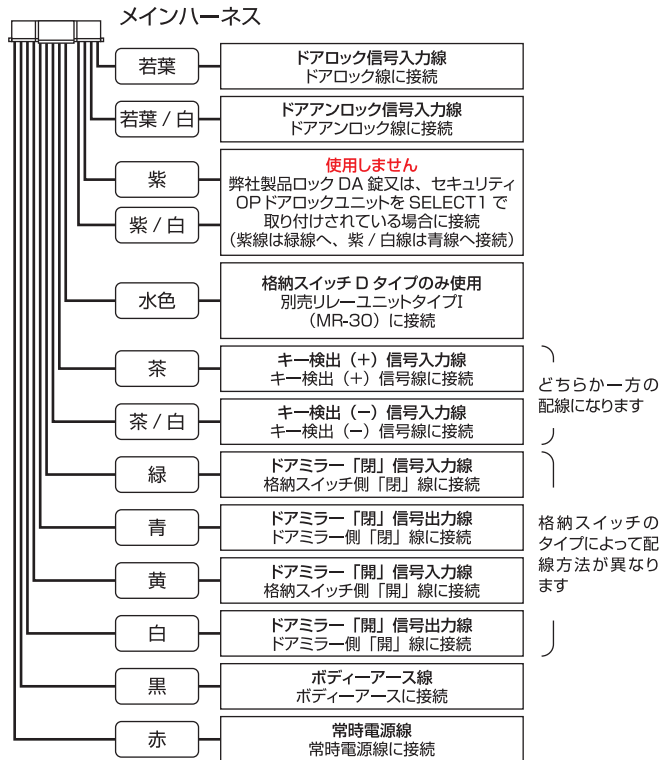 メインハーネス
若葉
ドアロック信号入力線
ドアロック線に接続
若葉 / 白
ドアアンロック信号入力線
ドアアンロック線に接続
紫
紫 / 白
使用しません
弊社製品ロック DA 錠又は、セキュリティ
OP ドアロックユニットを SELECT1 で
取り付けされている場合に接続
(紫線は緑線へ、紫 / 白線は青線へ接続)
水色
格納スイッチ D タイプのみ使用
別売リレーユニットタイプI
(MR-30) に接続
茶
キー検出 (+) 信号入力線
キー検出 (+) 信号線に接続
茶 / 白
キー検出 (−) 信号入力線
キー検出 (−) 信号線に接続
どちらか一方の
配線になります
緑
ドアミラー「閉」信号入力線
格納スイッチ側「閉」線に接続
青
ドアミラー「閉」信号出力線
ドアミラー側「閉」線に接続
黄
ドアミラー「開」信号入力線
格納スイッチ側「開」線に接続
白
ドアミラー「開」信号出力線
ドアミラー側「開」線に接続
格納スイッチの
タイプによって配
線方法が異なり
ます
黒
ボディーアース線
ボディーアースに接続
赤
常時電源線
常時電源線に接続